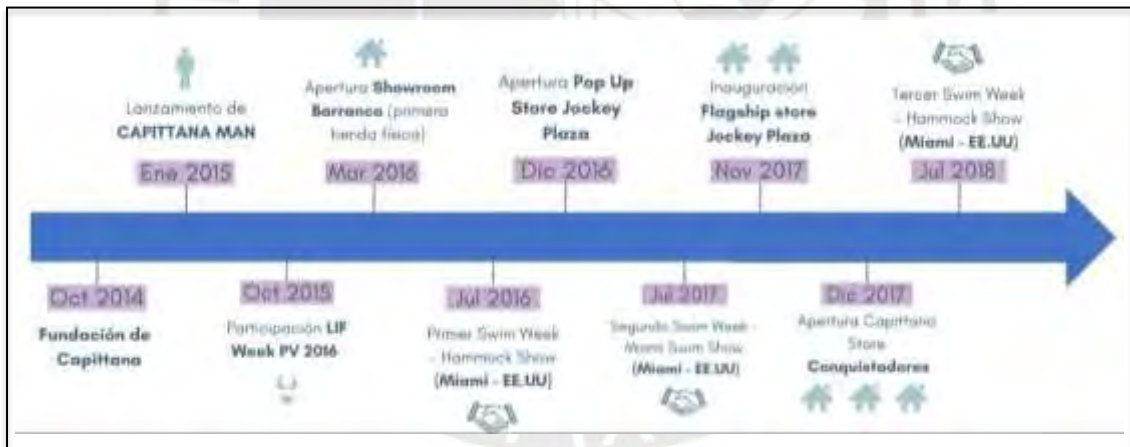 Lanzamiento de
CAPITTANA MAN
Ene 2015
Apertura Showroom
Barranco (primera
tienda física)
Mar 2016
Apertura Pop Up
Store Jockey
Plaza
Dic 2016
Inauguración
Flagship store
Jockey Plaza
Nov 2017
Tercer Swim Week
- Hammock Show
(Miami - EE.UU)
Jul 2018
Oct 2014
Fundación de
Capittana
Oct 2015
Participación LIF
Week PV 2016
Jul 2016
Primer Swim Week
- Hammock Show
(Miami - EE.UU)
Jul 2017
Segundo Swim Week -
Miami Swim Show
(Miami - EE.UU)
Dic 2017
Apertura Capittana
Store
Conquistadores